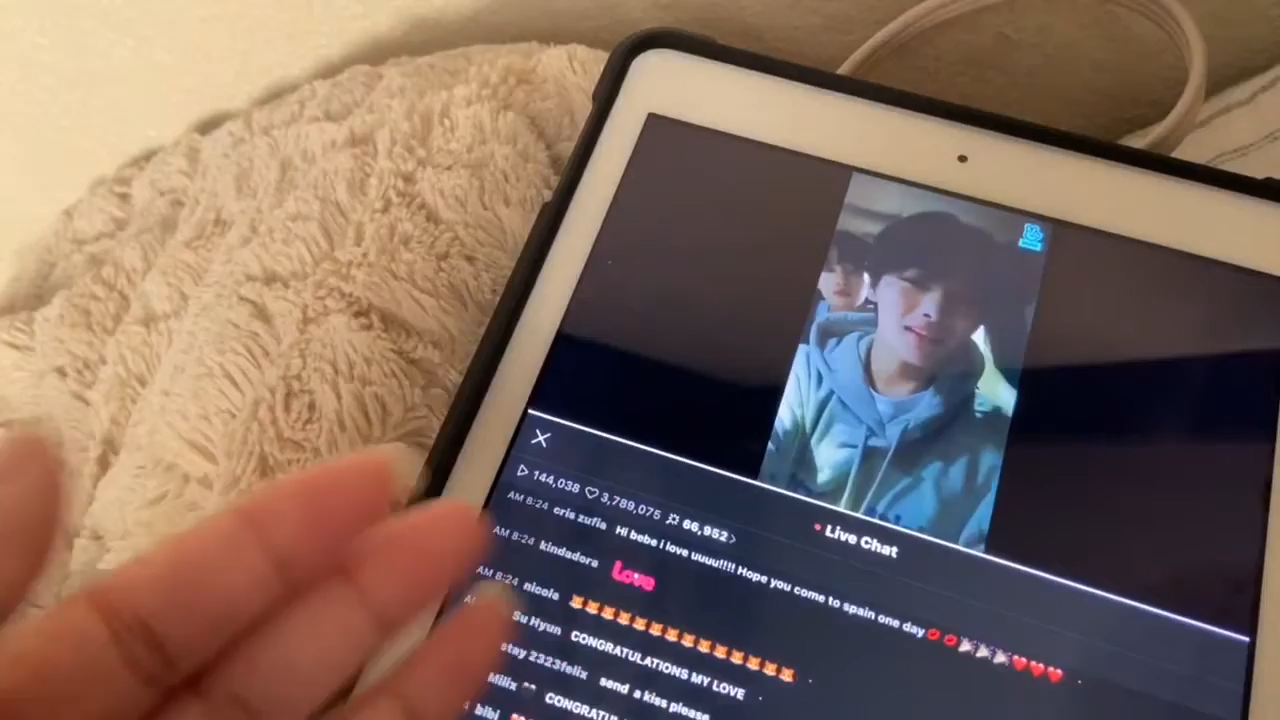 144,038 3,789,075 66,952
Live Chat
AM 8:24 cris zufia Hi bebe i love uuuu!!!! Hope you come to spain one day💋💋🎉🎉🎉❤️❤️❤️
AM 8:24 kindadora Love
AM 8:24 nicole 🦊🦊🦊🦊🦊🦊🦊🦊🦊🦊🦊🦊🦊🦊
Su Hyun CONGRATULATIONS MY LOVE
stay 2323felix send a kiss please
Milix CONGRATU
bibi